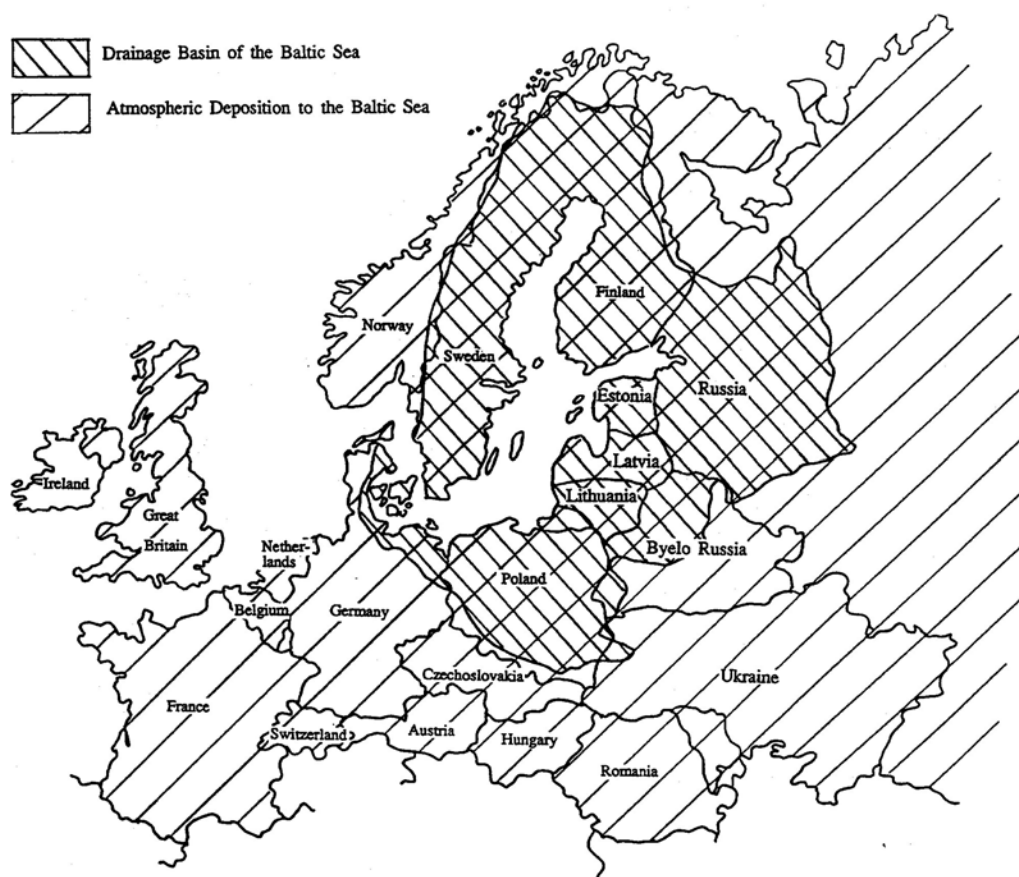 Drainage Basin of the Baltic Sea
Atmospheric Deposition to the Baltic Sea
Norway
Finland
Sweden
Russia
Estonia
Latvia
Ireland
Lithuania
Great
Britain
Nether-
lands
Byelo Russia
Poland
Belgium
Germany
Czechoslovakia
Ukraine
France
Switzerland
Austria
Hungary
Romania